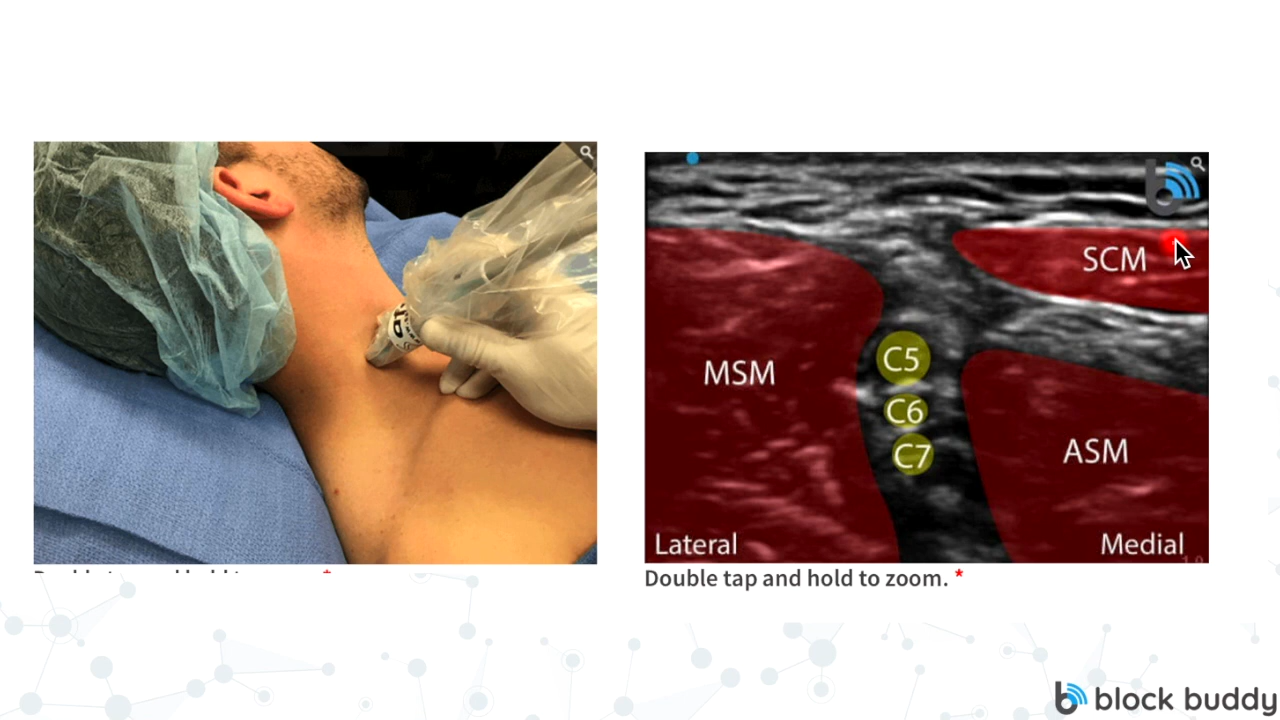 SCM
C5
MSM
C6
ASM
C7
Lateral
Medial
Double tap and hold to zoom. *
block buddy